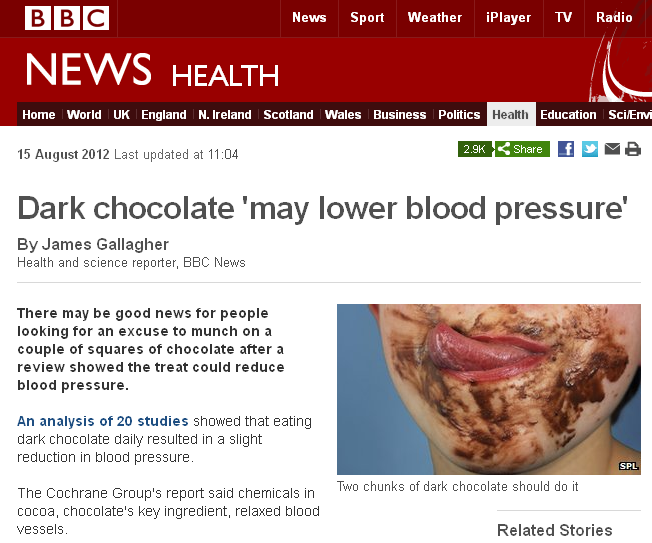 BBC
News Sport Weather iPlayer TV Radio
NEWS HEALTH
Home World UK England N. Ireland Scotland Wales Business Politics Health Education Sci/Envi
15 August 2012 Last updated at 11:04
2.9K Share
Dark chocolate 'may lower blood pressure'
By James Gallagher
Health and science reporter, BBC News
There may be good news for people
looking for an excuse to munch on a
couple of squares of chocolate after a
review showed the treat could reduce
blood pressure.
An analysis of 20 studies showed that eating
dark chocolate daily resulted in a slight
reduction in blood pressure.
The Cochrane Group's report said chemicals in
cocoa, chocolate's key ingredient, relaxed blood
vessels.
SPL
Two chunks of dark chocolate should do it
Related Stories